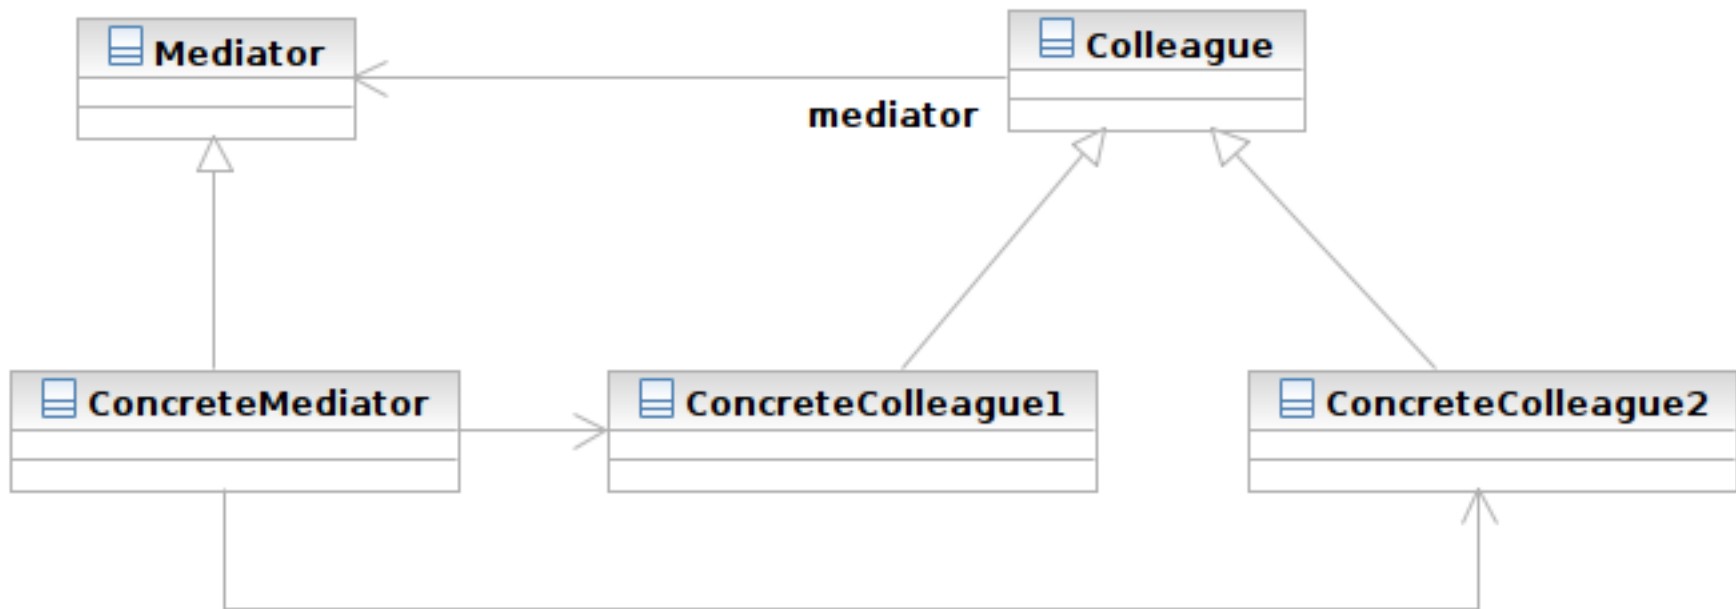 Mediator
Colleague
mediator
ConcreteMediator
ConcreteColleague1
ConcreteColleague2